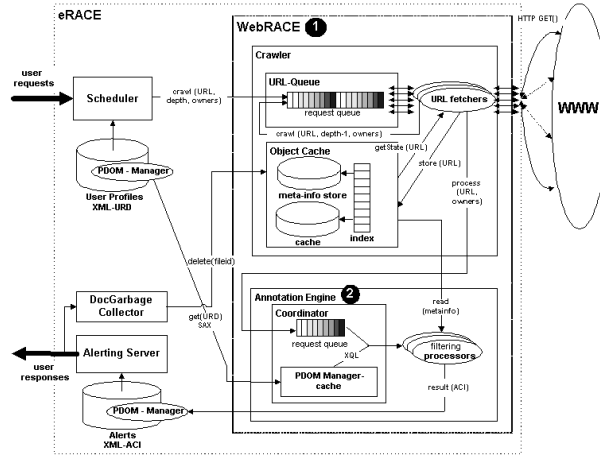 eRACE
WebRACE 1
HTTP GET()
Crawler
user
requests
URL-Queue
Scheduler
crawl (URL,
depth, owners)
request queue
URL fetchers
WWW
crawl (URL, depth-1, owners)
getState (URL)
Object Cache
store (URL)
PDOM - Manager
User Profiles
XML-URD
meta-info store
process
(URL,
owners)
cache
index
delete(fileid)
DocGarbage
Collector
Annotation Engine 2
read
(metainfo)
get(URD)
SAX
Coordinator
request queue
filtering
processors
Alerting Server
XQL
user
responses
PDOM Manager-
cache
result (ACI)
PDOM - Manager
Alerts
XML-ACI